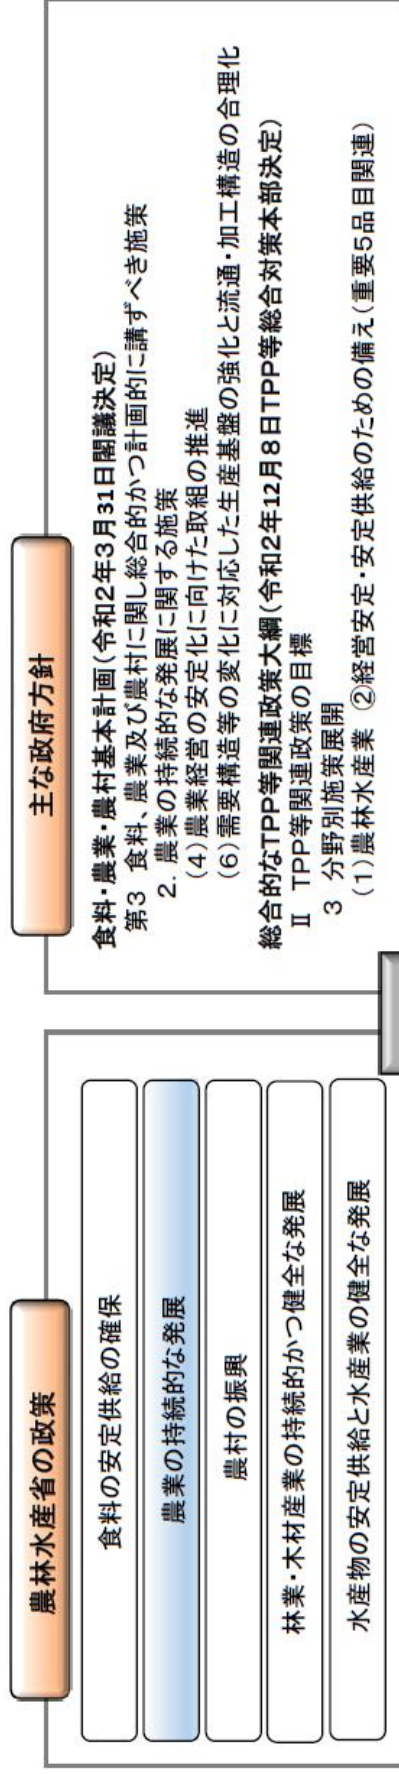 農林水産省の政策
食料の安定供給の確保
農業の持続的な発展
農村の振興
林業・木材産業の持続的かつ健全な発展
水産物の安定供給と水産業の健全な発展
主な政府方針
食料・農業・農村基本計画(令和2年3月31日閣議決定)
第3 食料、農業及び農村に関し総合的かつ計画的に講ずべき施策
2. 農業の持続的な発展に関する施策
(4)農業経営の安定化に向けた取組の推進
(6)需要構造等の変化に対応した生産基盤の強化と流通・加工構造の合理化
総合的なTPP等関連政策大綱(令和2年12月8日TPP等総合対策本部決定)
Ⅱ TPP等関連政策の目標
3 分野別施策展開
(1)農林水産業 ②経営安定・安定供給のための備え(重要5品目関連)